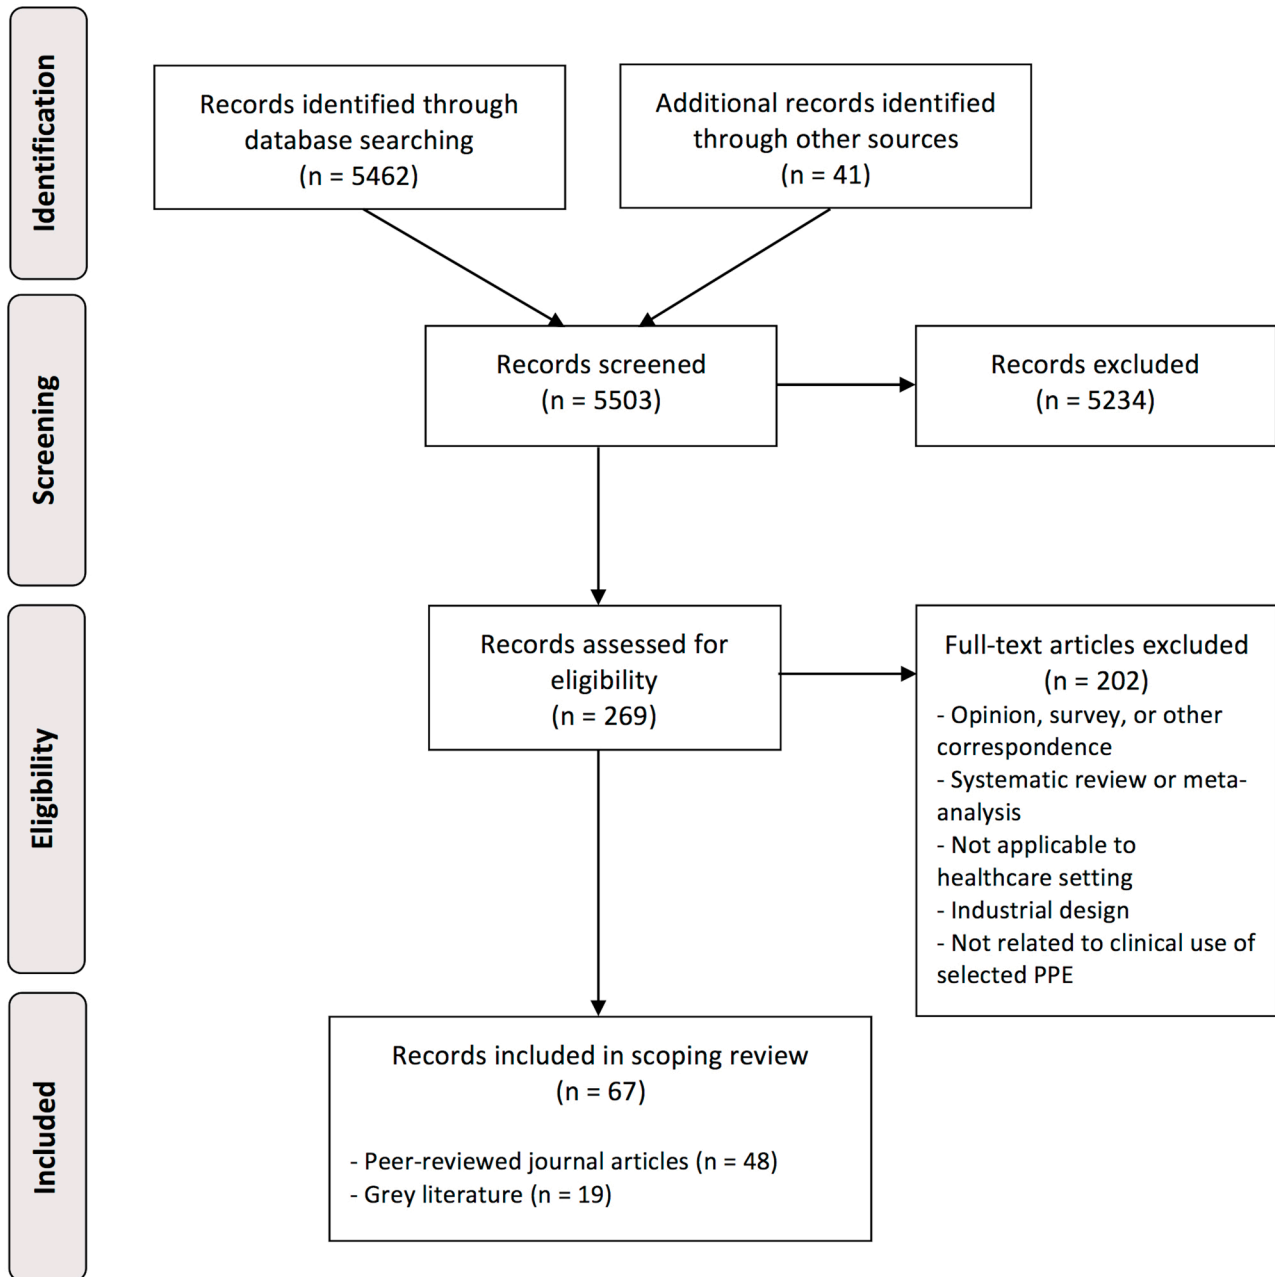 Identification
Records identified through
database searching
(n = 5462)
Additional records identified
through other sources
(n = 41)
Screening
Records screened
(n = 5503)
Records excluded
(n = 5234)
Eligibility
Records assessed for
eligibility
(n = 269)
Full-text articles excluded
(n = 202)
- Opinion, survey, or other
correspondence
- Systematic review or meta-
analysis
- Not applicable to
healthcare setting
- Industrial design
- Not related to clinical use of
selected PPE
Included
Records included in scoping review
(n = 67)
- Peer-reviewed journal articles (n = 48)
- Grey literature (n = 19)